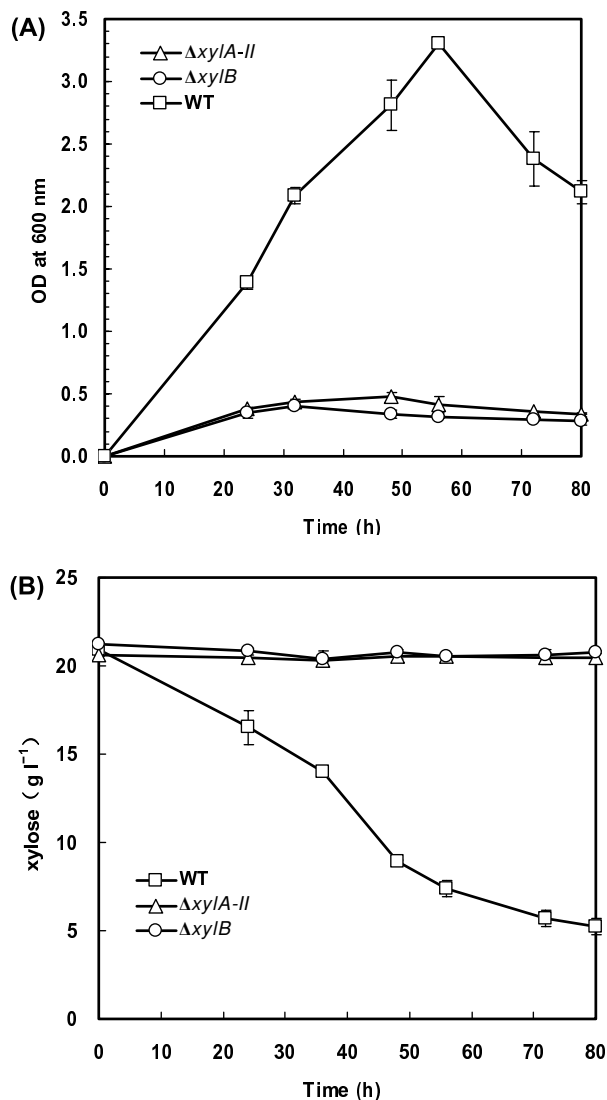 (A)
3.5
3.0
2.5
2.0
1.5
1.0
0.5
0.0
OD at 600 nm
ΔxylA-II
ΔxylB
WT
0 10 20 30 40 50 60 70 80
Time (h)
(B)
25
20
15
10
5
0
xylose ( g l⁻¹)
WT
ΔxylA-II
ΔxylB
0 10 20 30 40 50 60 70 80
Time (h)